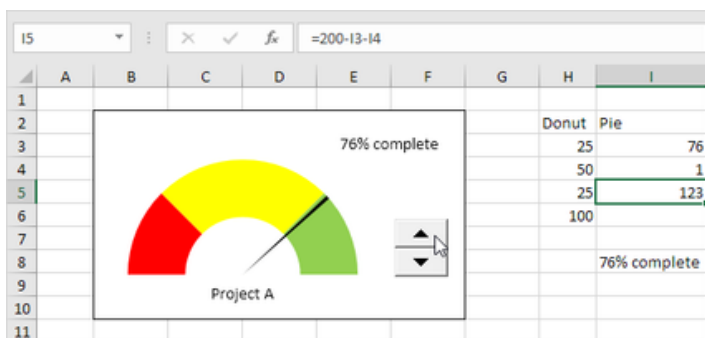 I5 fx =200-I3-I4
A B C D E F G H I
1
2 Donut Pie
3 76% complete 25 76
4 50 1
5 25 123
6 100
7
8 76% complete
9
10 Project A
11